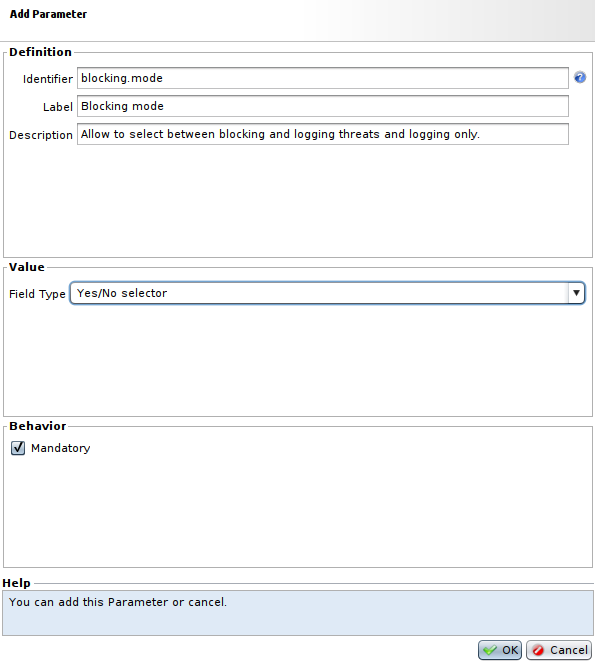 Add Parameter
Definition
Identifier blocking.mode
Label Blocking mode
Description Allow to select between blocking and logging threats and logging only.
Value
Field Type Yes/No selector
Behavior
Mandatory
Help
You can add this Parameter or cancel.
OK Cancel